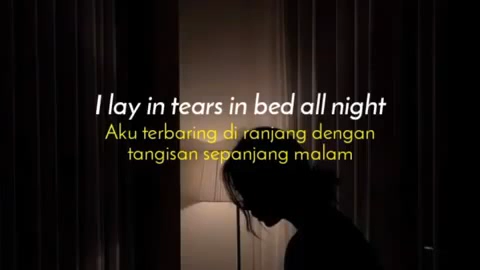 I lay in tears in bed all night
Aku terbaring di ranjang dengan
tangisan sepanjang malam